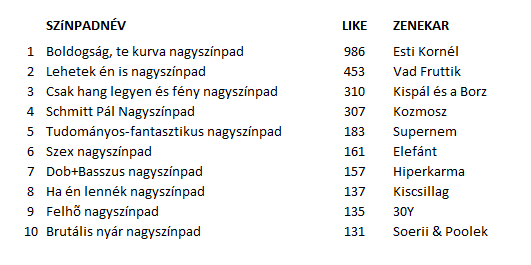 SZÍNPADNÉV LIKE ZENEKAR
1 Boldogság, te kurva nagyszínpad 986 Esti Kornél
2 Lehetek én is nagyszínpad 453 Vad Fruttik
3 Csak hang legyen és fény nagyszínpad 310 Kispál és a Borz
4 Schmitt Pál Nagyszínpad 307 Kozmosz
5 Tudományos-fantasztikus nagyszínpad 183 Supernem
6 Szex nagyszínpad 161 Elefánt
7 Dob+Basszus nagyszínpad 157 Hiperkarma
8 Ha én lennék nagyszínpad 137 Kiscsillag
9 Felhõ nagyszínpad 135 30Y
10 Brutális nyár nagyszínpad 131 Soerii & Poolek